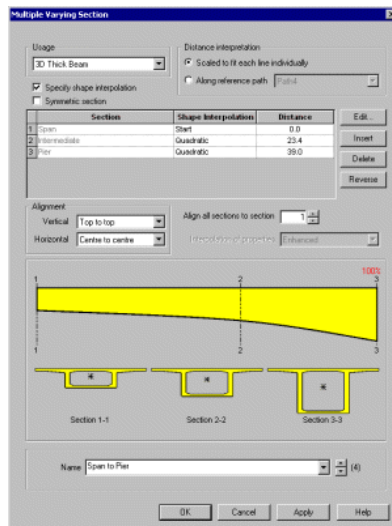 Multiple Varying Section
Usage
3D Thick Beam
Specify shape interpolation
Symmetric section
Distance interpretation
Scaled to fit each line individually
Along reference path Path4
Section Shape Interpolation Distance
1 Span Start 0.0
2 Intermediate Quadratic 23.4
3 Pier Quadratic 39.0
Edit...
Insert
Delete
Reverse
Alignment
Vertical Top to top
Horizontal Centre to centre
Align all sections to section 1
Interpolation of properties Enhanced
100%
1 2 3
1 2 3
Section 1-1 Section 2-2 Section 3-3
Name Span to Pier (4)
OK Cancel Apply Help